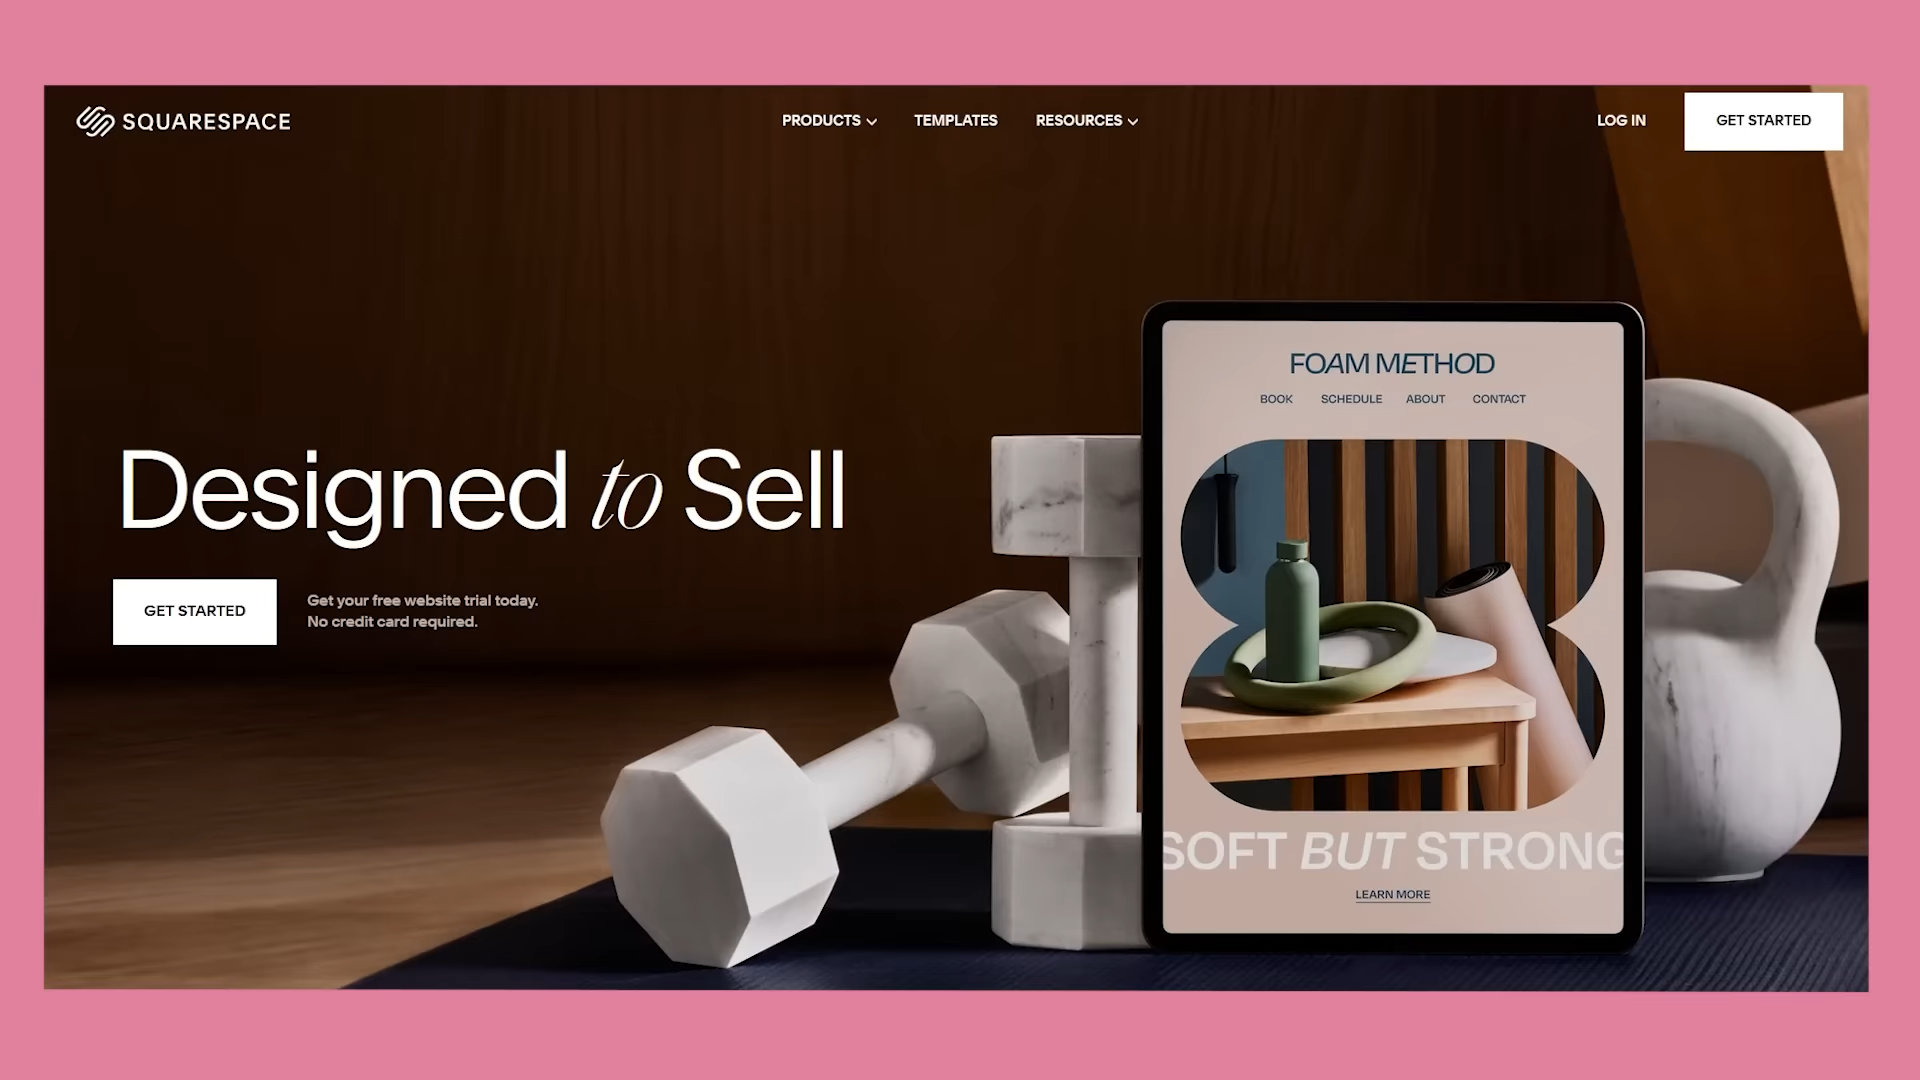 SQUARESPACE
PRODUCTS
TEMPLATES
RESOURCES
LOG IN
GET STARTED
Designed to Sell
GET STARTED
Get your free website trial today.
No credit card required.
FOAM METHOD
BOOK
SCHEDULE
ABOUT
CONTACT
SOFT BUT STRONG
LEARN MORE